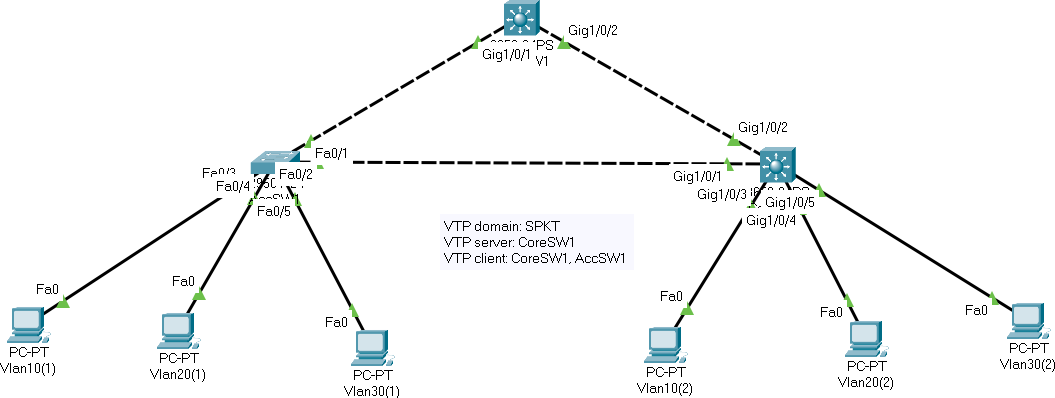 Gig1/0/2
Gig1/0/1
Gig1/0/2
Fa0/1
Gig1/0/1
Fa0/2
Fa0/3
Fa0/4
Gig1/0/3
Gig1/0/5
Fa0/5
Gig1/0/4
VTP domain: SPKT
VTP server: CoreSW1
VTP client: CoreSW1, AccSW1
Fa0
Fa0
Fa0
Fa0
Fa0
Fa0
PC-PT
Vlan10(1)
PC-PT
Vlan20(1)
PC-PT
Vlan30(1)
PC-PT
Vlan10(2)
PC-PT
Vlan20(2)
PC-PT
Vlan30(2)